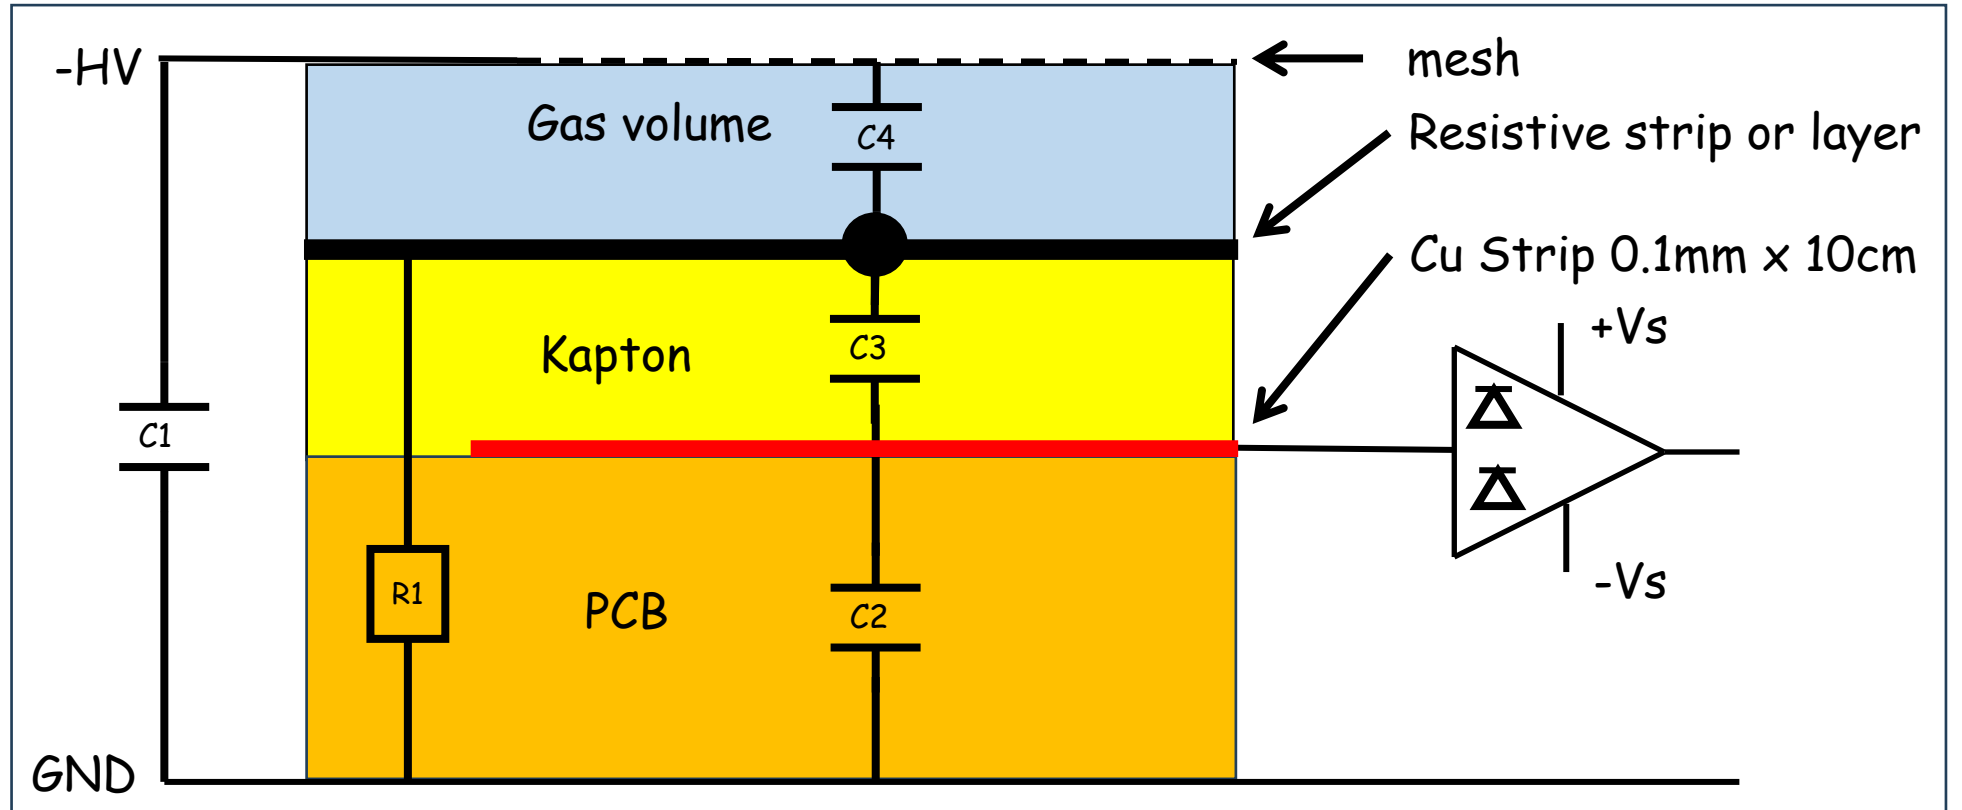 -HV
mesh
Gas volume
C4
Resistive strip or layer
Cu Strip 0.1mm x 10cm
+Vs
Kapton
C3
C1
R1
PCB
C2
-Vs
GND